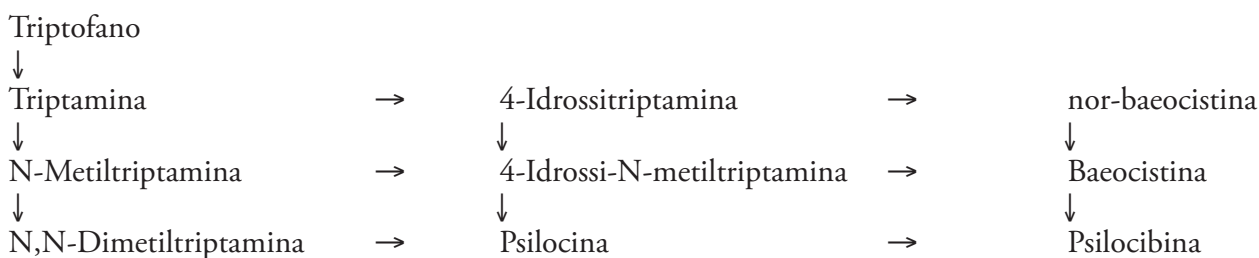 Triptofano
↓
Triptamina → 4-Idrossitriptamina → nor-baeocistina
↓ ↓ ↓
N-Metiltriptamina → 4-Idrossi-N-metiltriptamina → Baeocistina
↓ ↓ ↓
N,N-Dimetiltriptamina → Psilocina → Psilocibina